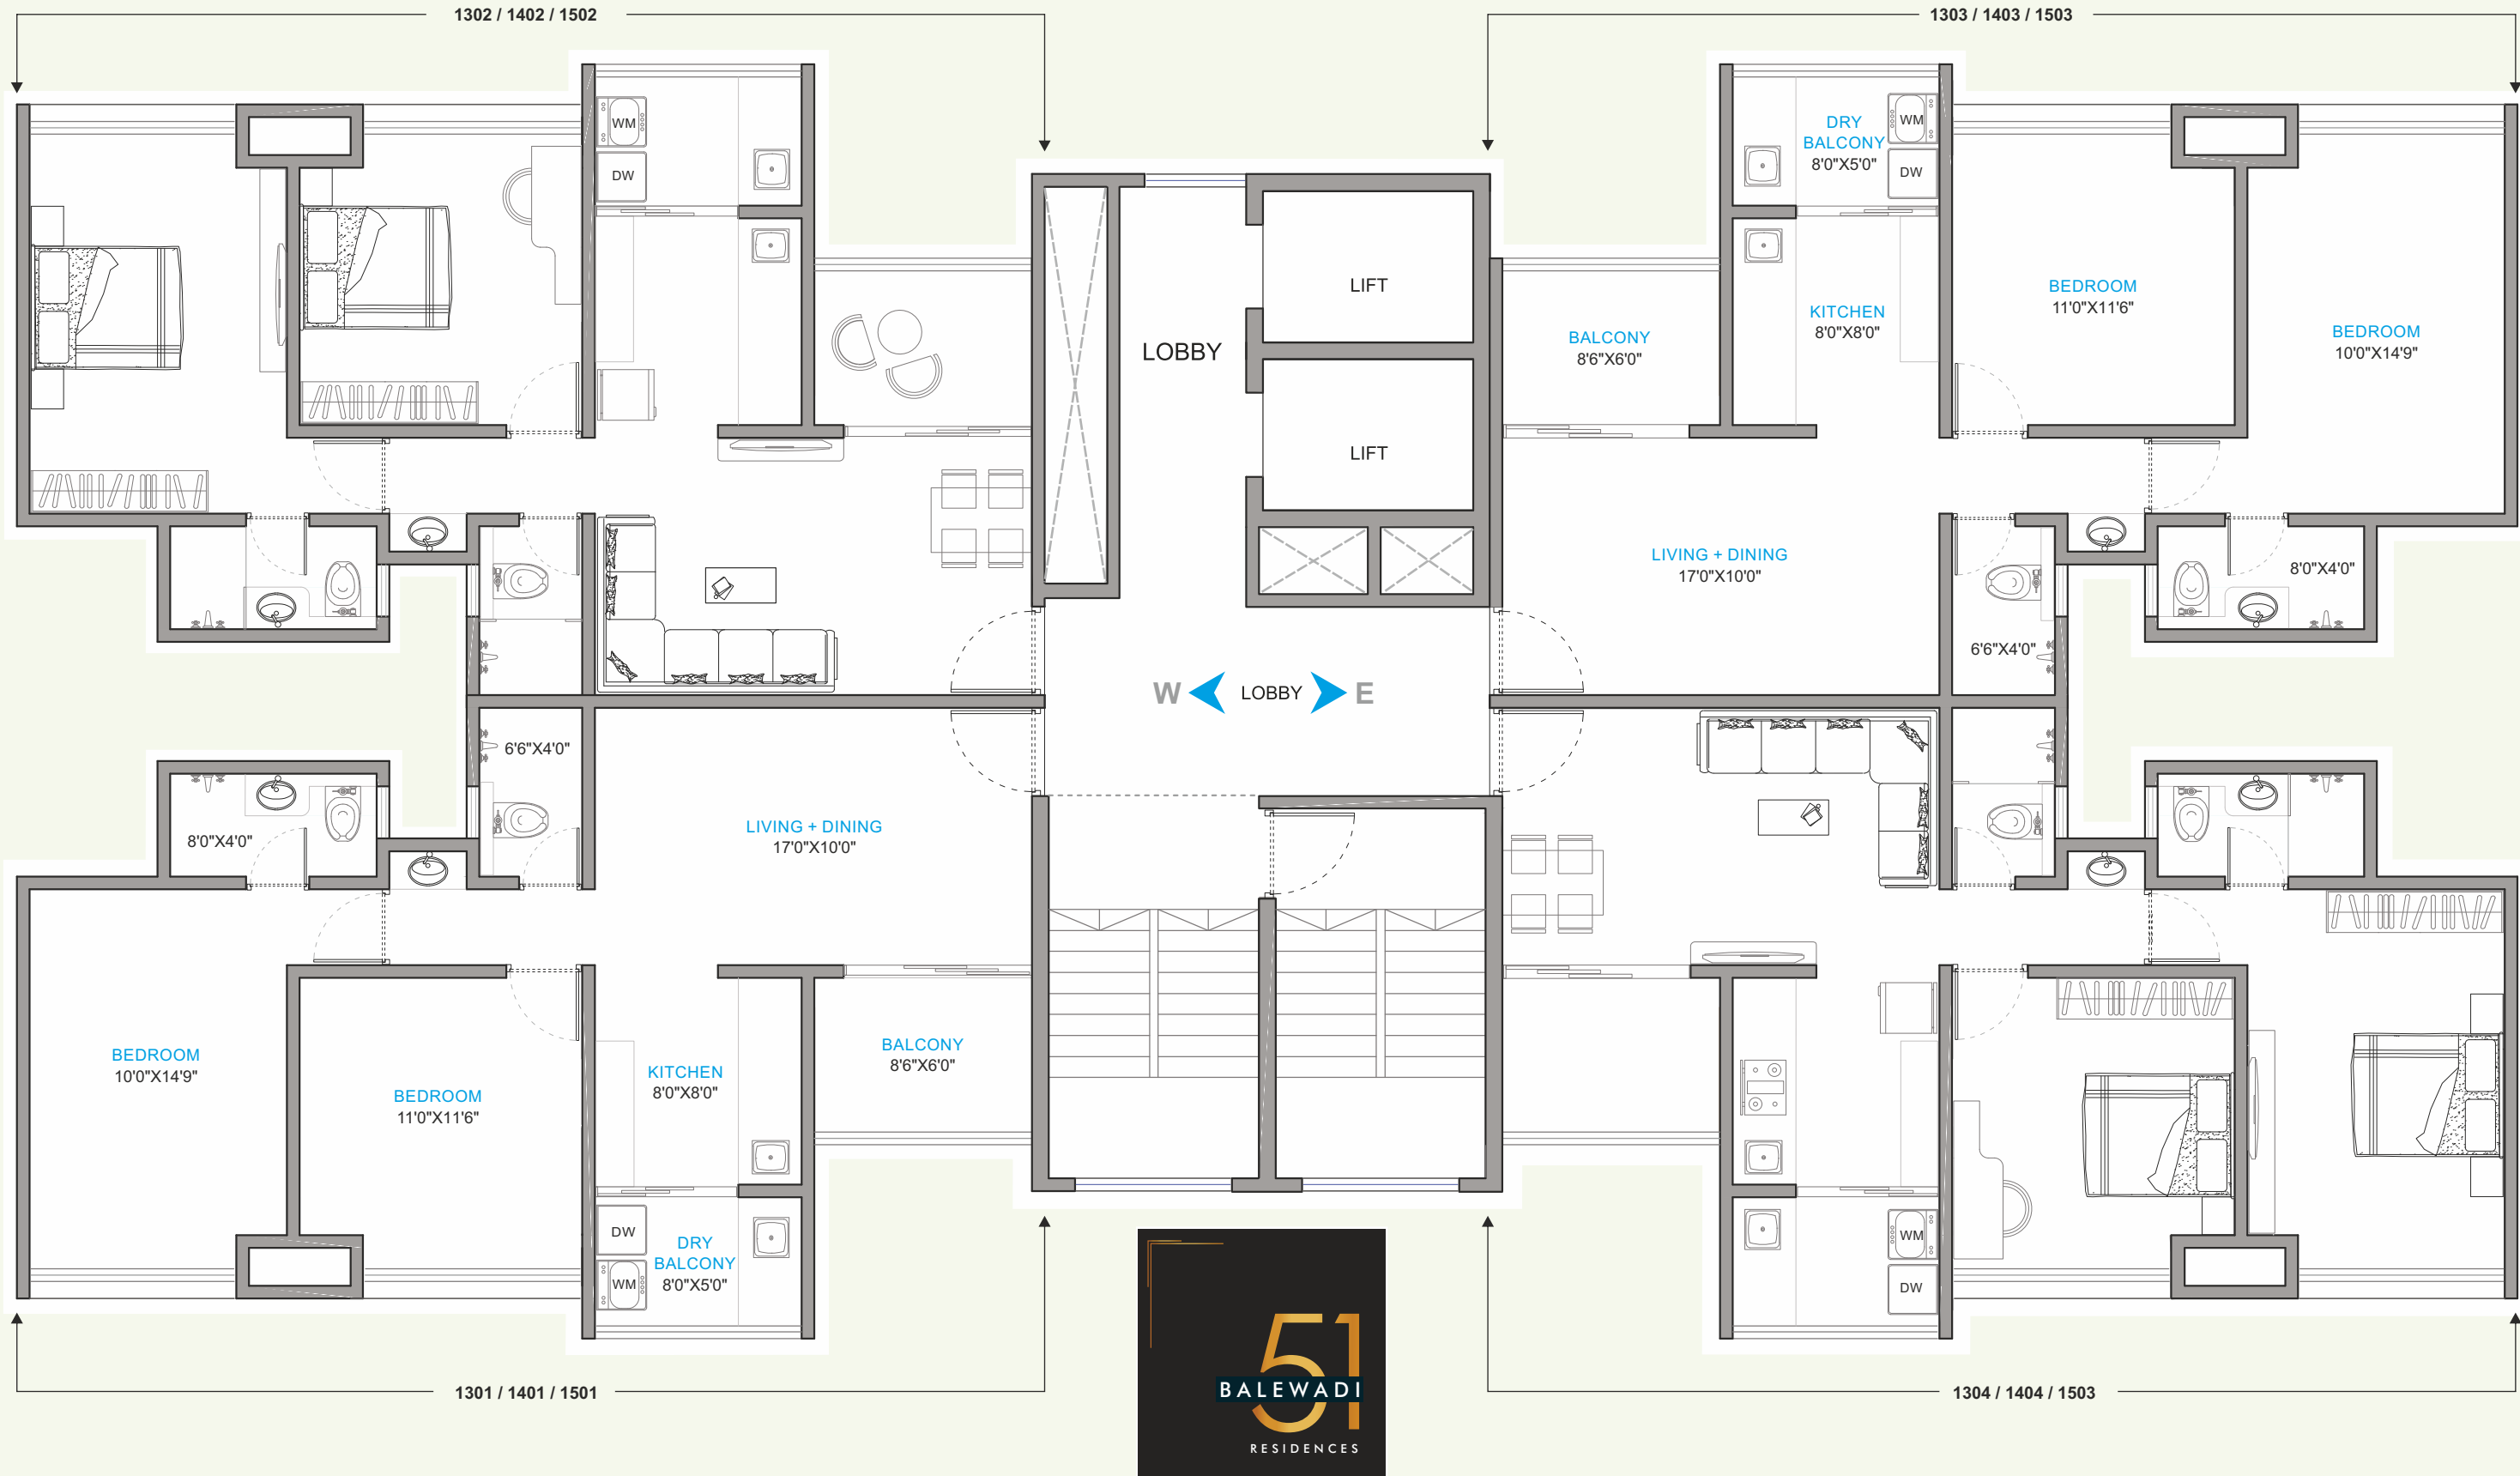 1302 / 1402 / 1502
1303 / 1403 / 1503
WM
DW
DRY
BALCONY
8'0"X5'0"
WM
DW
LIFT
LOBBY
LIFT
BALCONY
8'6"X6'0"
KITCHEN
8'0"X8'0"
BEDROOM
11'0"X11'6"
BEDROOM
10'0"X14'9"
LIVING + DINING
17'0"X10'0"
8'0"X4'0"
6'6"X4'0"
W LOBBY E
6'6"X4'0"
8'0"X4'0"
LIVING + DINING
17'0"X10'0"
BEDROOM
10'0"X14'9"
BEDROOM
11'0"X11'6"
KITCHEN
8'0"X8'0"
BALCONY
8'6"X6'0"
DW
WM
DRY
BALCONY
8'0"X5'0"
WM
DW
1301 / 1401 / 1501
51
BALEWADI
RESIDENCES
1304 / 1404 / 1503